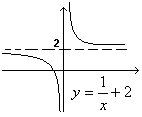 2
y = 1/x + 2